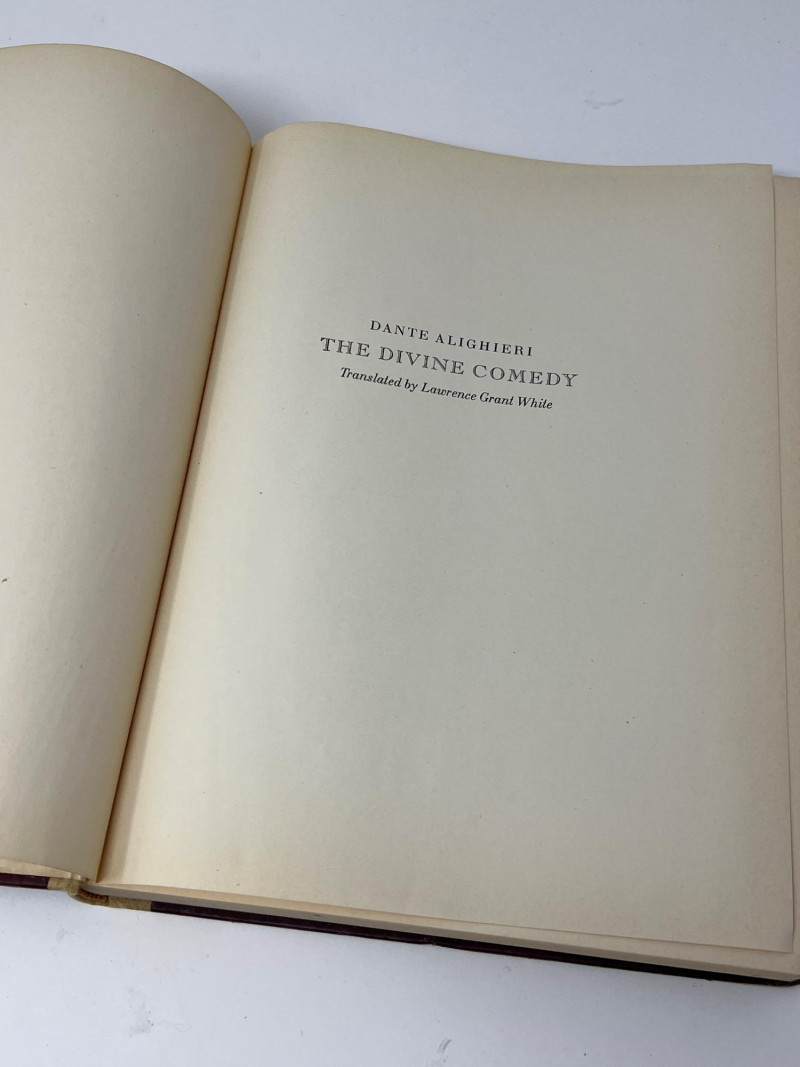 DANTE ALIGHIERI
THE DIVINE COMEDY
Translated by Lawrence Grant White